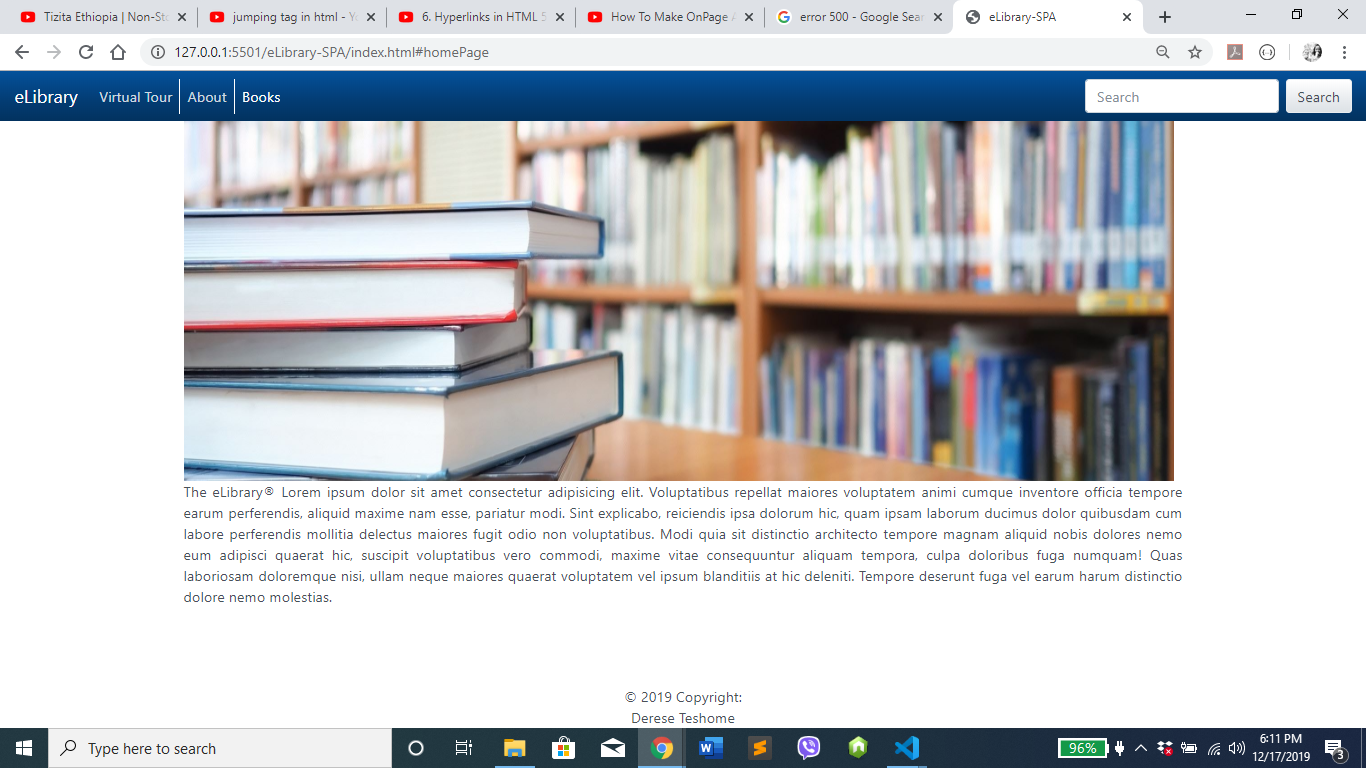 Tizita Ethiopia | Non-Sto
jumping tag in html - Yo
6. Hyperlinks in HTML 5
How To Make OnPage A
error 500 - Google Sear
eLibrary-SPA
127.0.0.1:5501/eLibrary-SPA/index.html#homePage
eLibrary
Virtual Tour
About
Books
Search
Search
The eLibrary® Lorem ipsum dolor sit amet consectetur adipisicing elit. Voluptatibus repellat maiores voluptatem animi cumque inventore officia tempore
earum perferendis, aliquid maxime nam esse, pariatur modi. Sint explicabo, reiciendis ipsa dolorum hic, quam ipsam laborum ducimus dolor quibusdam cum
labore perferendis mollitia delectus maiores fugit odio non voluptatibus. Modi quia sit distinctio architecto tempore magnam aliquid nobis dolores nemo
eum adipisci quaerat hic, suscipit voluptatibus vero commodi, maxime vitae consequuntur aliquam tempora, culpa doloribus fuga numquam! Quas
laboriosam doloremque nisi, ullam neque maiores quaerat voluptatem vel ipsum blanditiis at hic deleniti. Tempore deserunt fuga vel earum harum distinctio
dolore nemo molestias.
© 2019 Copyright:
Derese Teshome
Type here to search
96%
6:11 PM
12/17/2019
3